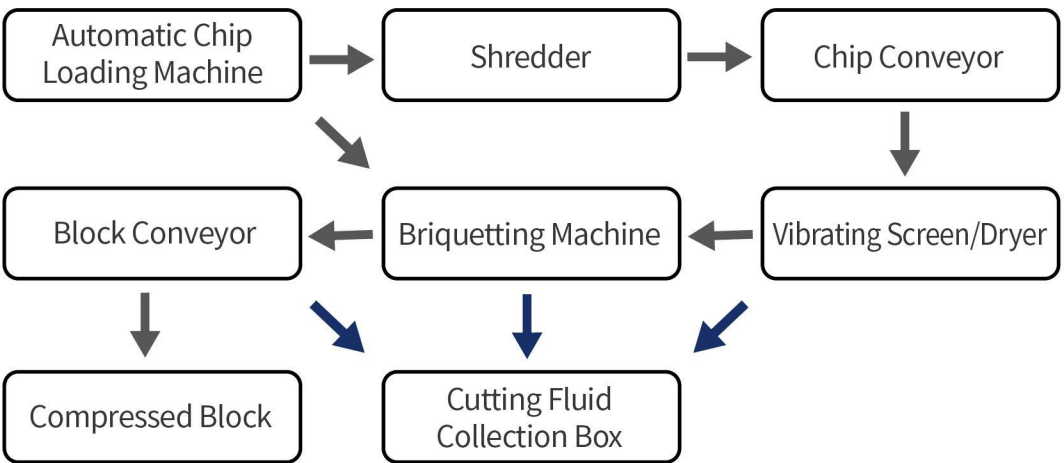 Automatic Chip
Loading Machine
Shredder
Chip Conveyor
Block Conveyor
Briquetting Machine
Vibrating Screen/Dryer
Compressed Block
Cutting Fluid
Collection Box